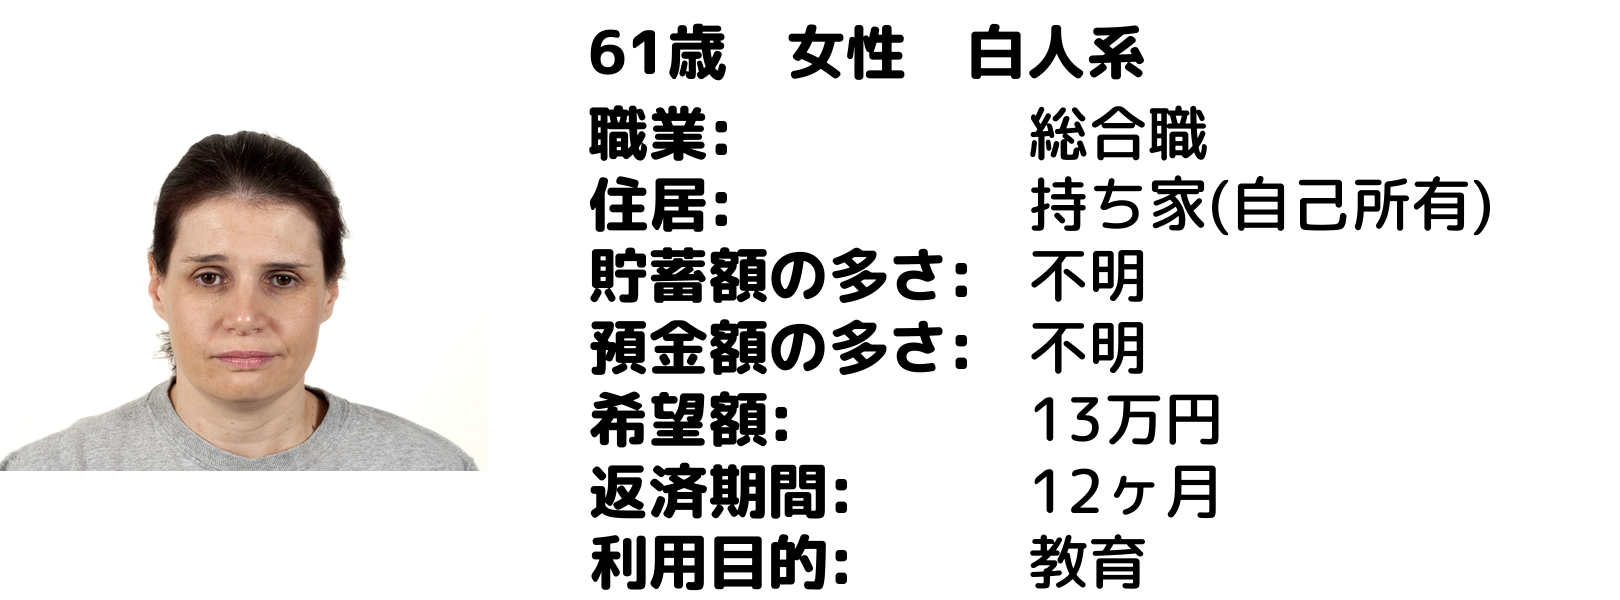 61歳　女性　白人系
職業:　総合職
住居:　持ち家(自己所有)
貯蓄額の多さ:　不明
預金額の多さ:　不明
希望額:　13万円
返済期間:　12ヶ月
利用目的:　教育